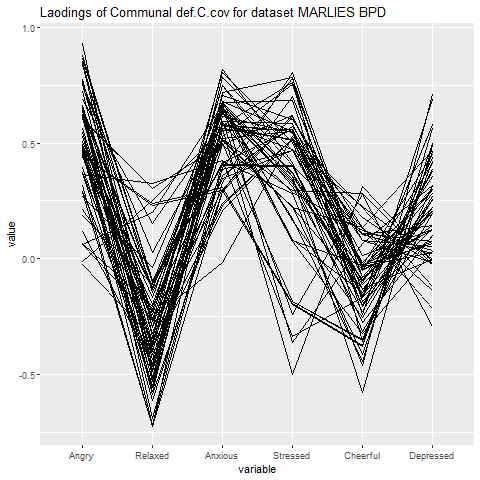 Laodings of Communal def.C.cov for dataset MARLIES BPD
1.0
0.5
0.0
-0.5
value
Angry Relaxed Anxious Stressed Cheerful Depressed
variable